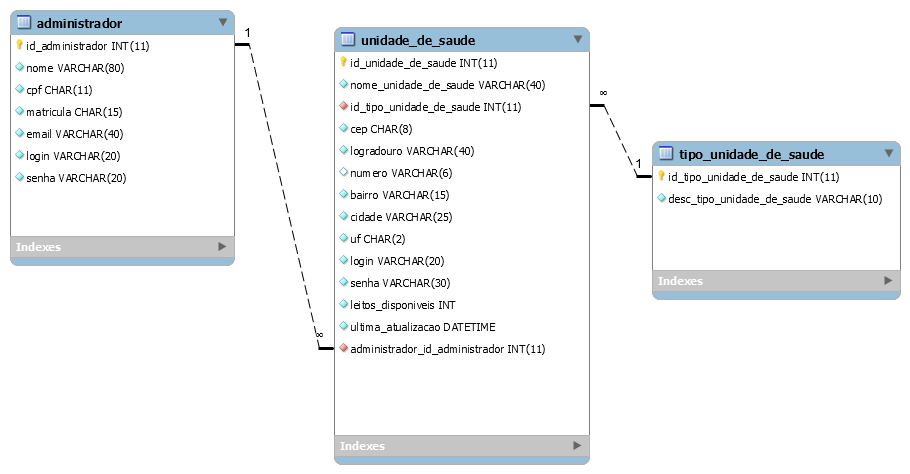 administrador
id_administrador INT(11)
nome VARCHAR(80)
cpf CHAR(11)
matricula CHAR(15)
email VARCHAR(40)
login VARCHAR(20)
senha VARCHAR(20)
Indexes
1
∞
unidade_de_saude
id_unidade_de_saude INT(11)
nome_unidade_de_saude VARCHAR(40)
id_tipo_unidade_de_saude INT(11)
cep CHAR(8)
logradouro VARCHAR(40)
numero VARCHAR(6)
bairro VARCHAR(15)
cidade VARCHAR(25)
uf CHAR(2)
login VARCHAR(20)
senha VARCHAR(30)
leitos_disponiveis INT
ultima_atualizacao DATETIME
administrador_id_administrador INT(11)
Indexes
∞
1
tipo_unidade_de_saude
id_tipo_unidade_de_saude INT(11)
desc_tipo_unidade_de_saude VARCHAR(10)
Indexes